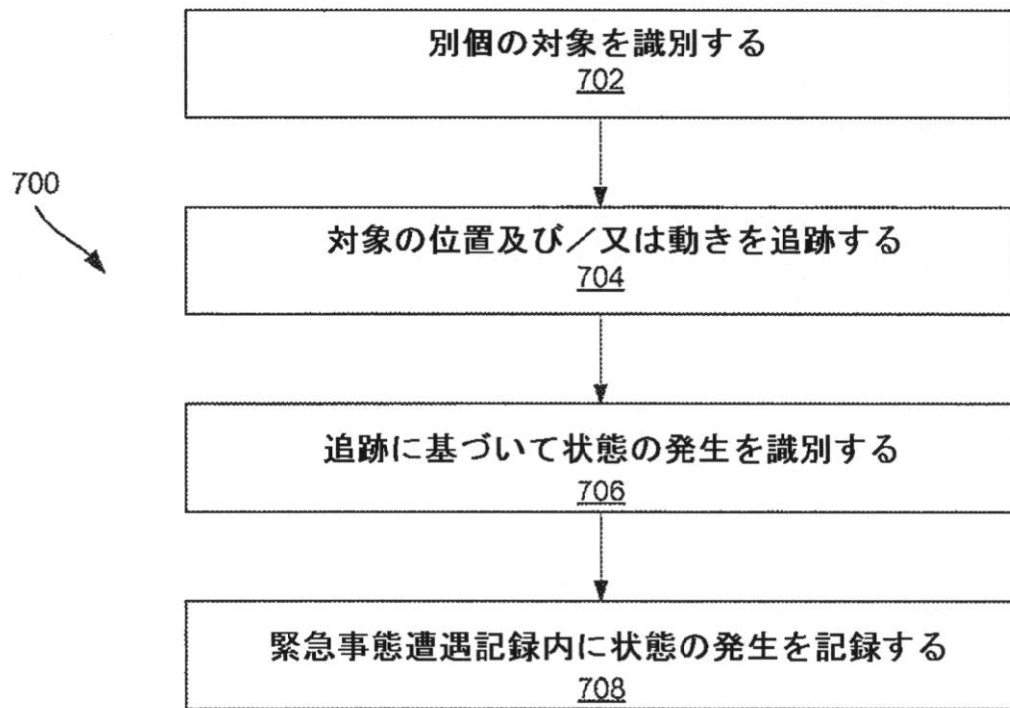 別個の対象を識別する
702
700
対象の位置及び／又は動きを追跡する
704
追跡に基づいて状態の発生を識別する
706
緊急事態遭遇記録内に状態の発生を記録する
708